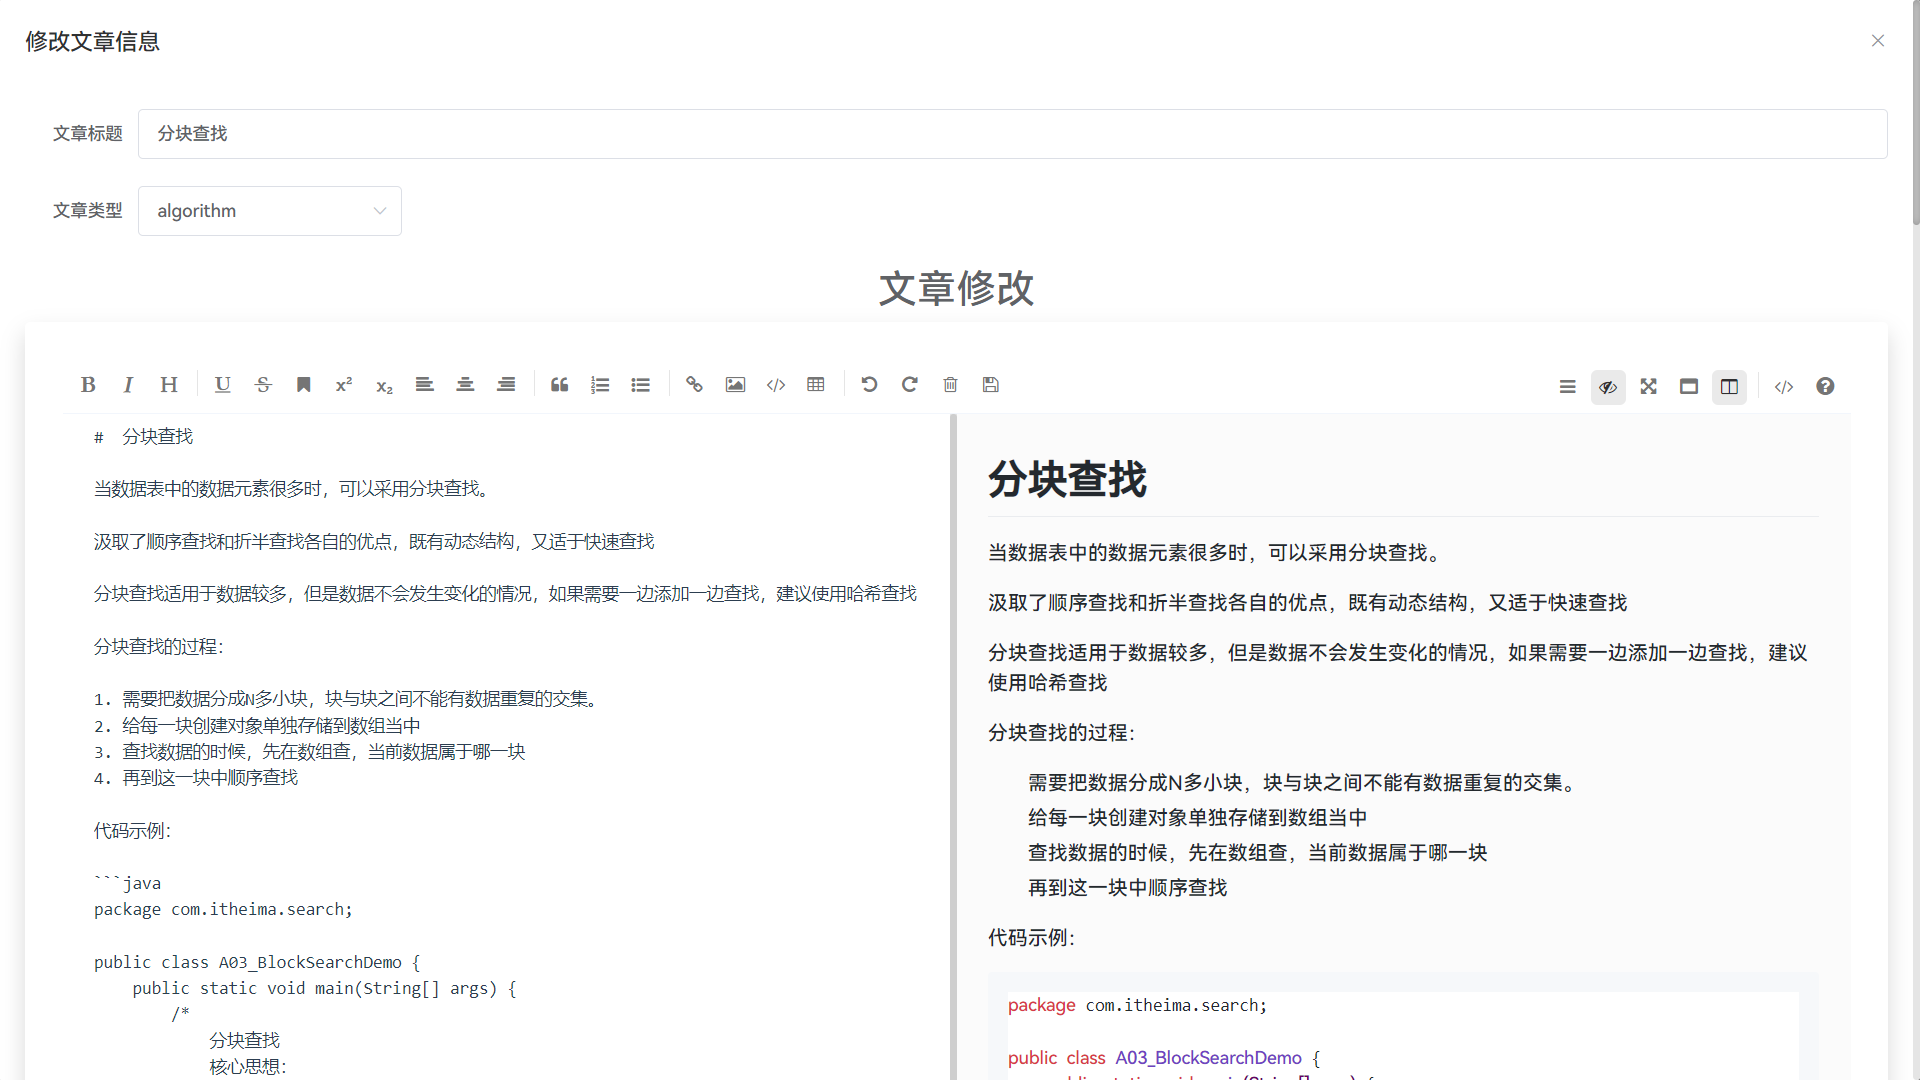 修改文章信息
文章标题
分块查找
文章类型
algorithm
文章修改
#  分块查找
当数据表中的数据元素很多时，可以采用分块查找。
汲取了顺序查找和折半查找各自的优点，既有动态结构，又适于快速查找
分块查找适用于数据较多，但是数据不会发生变化的情况，如果需要一边添加一边查找，建议使用哈希查找
分块查找的过程：
1. 需要把数据分成N多小块，块与块之间不能有数据重复的交集。
2. 给每一块创建对象单独存储到数组当中
3. 查找数据的时候，先在数组查，当前数据属于哪一块
4. 再到这一块中顺序查找
代码示例：
```java
package com.itheima.search;
public class A03_BlockSearchDemo {
    public static void main(String[] args) {
        /*
            分块查找
            核心思想：
分块查找
当数据表中的数据元素很多时，可以采用分块查找。
汲取了顺序查找和折半查找各自的优点，既有动态结构，又适于快速查找
分块查找适用于数据较多，但是数据不会发生变化的情况，如果需要一边添加一边查找，建议
使用哈希查找
分块查找的过程：
需要把数据分成N多小块，块与块之间不能有数据重复的交集。
给每一块创建对象单独存储到数组当中
查找数据的时候，先在数组查，当前数据属于哪一块
再到这一块中顺序查找
代码示例：
package com.itheima.search;
public class A03_BlockSearchDemo {